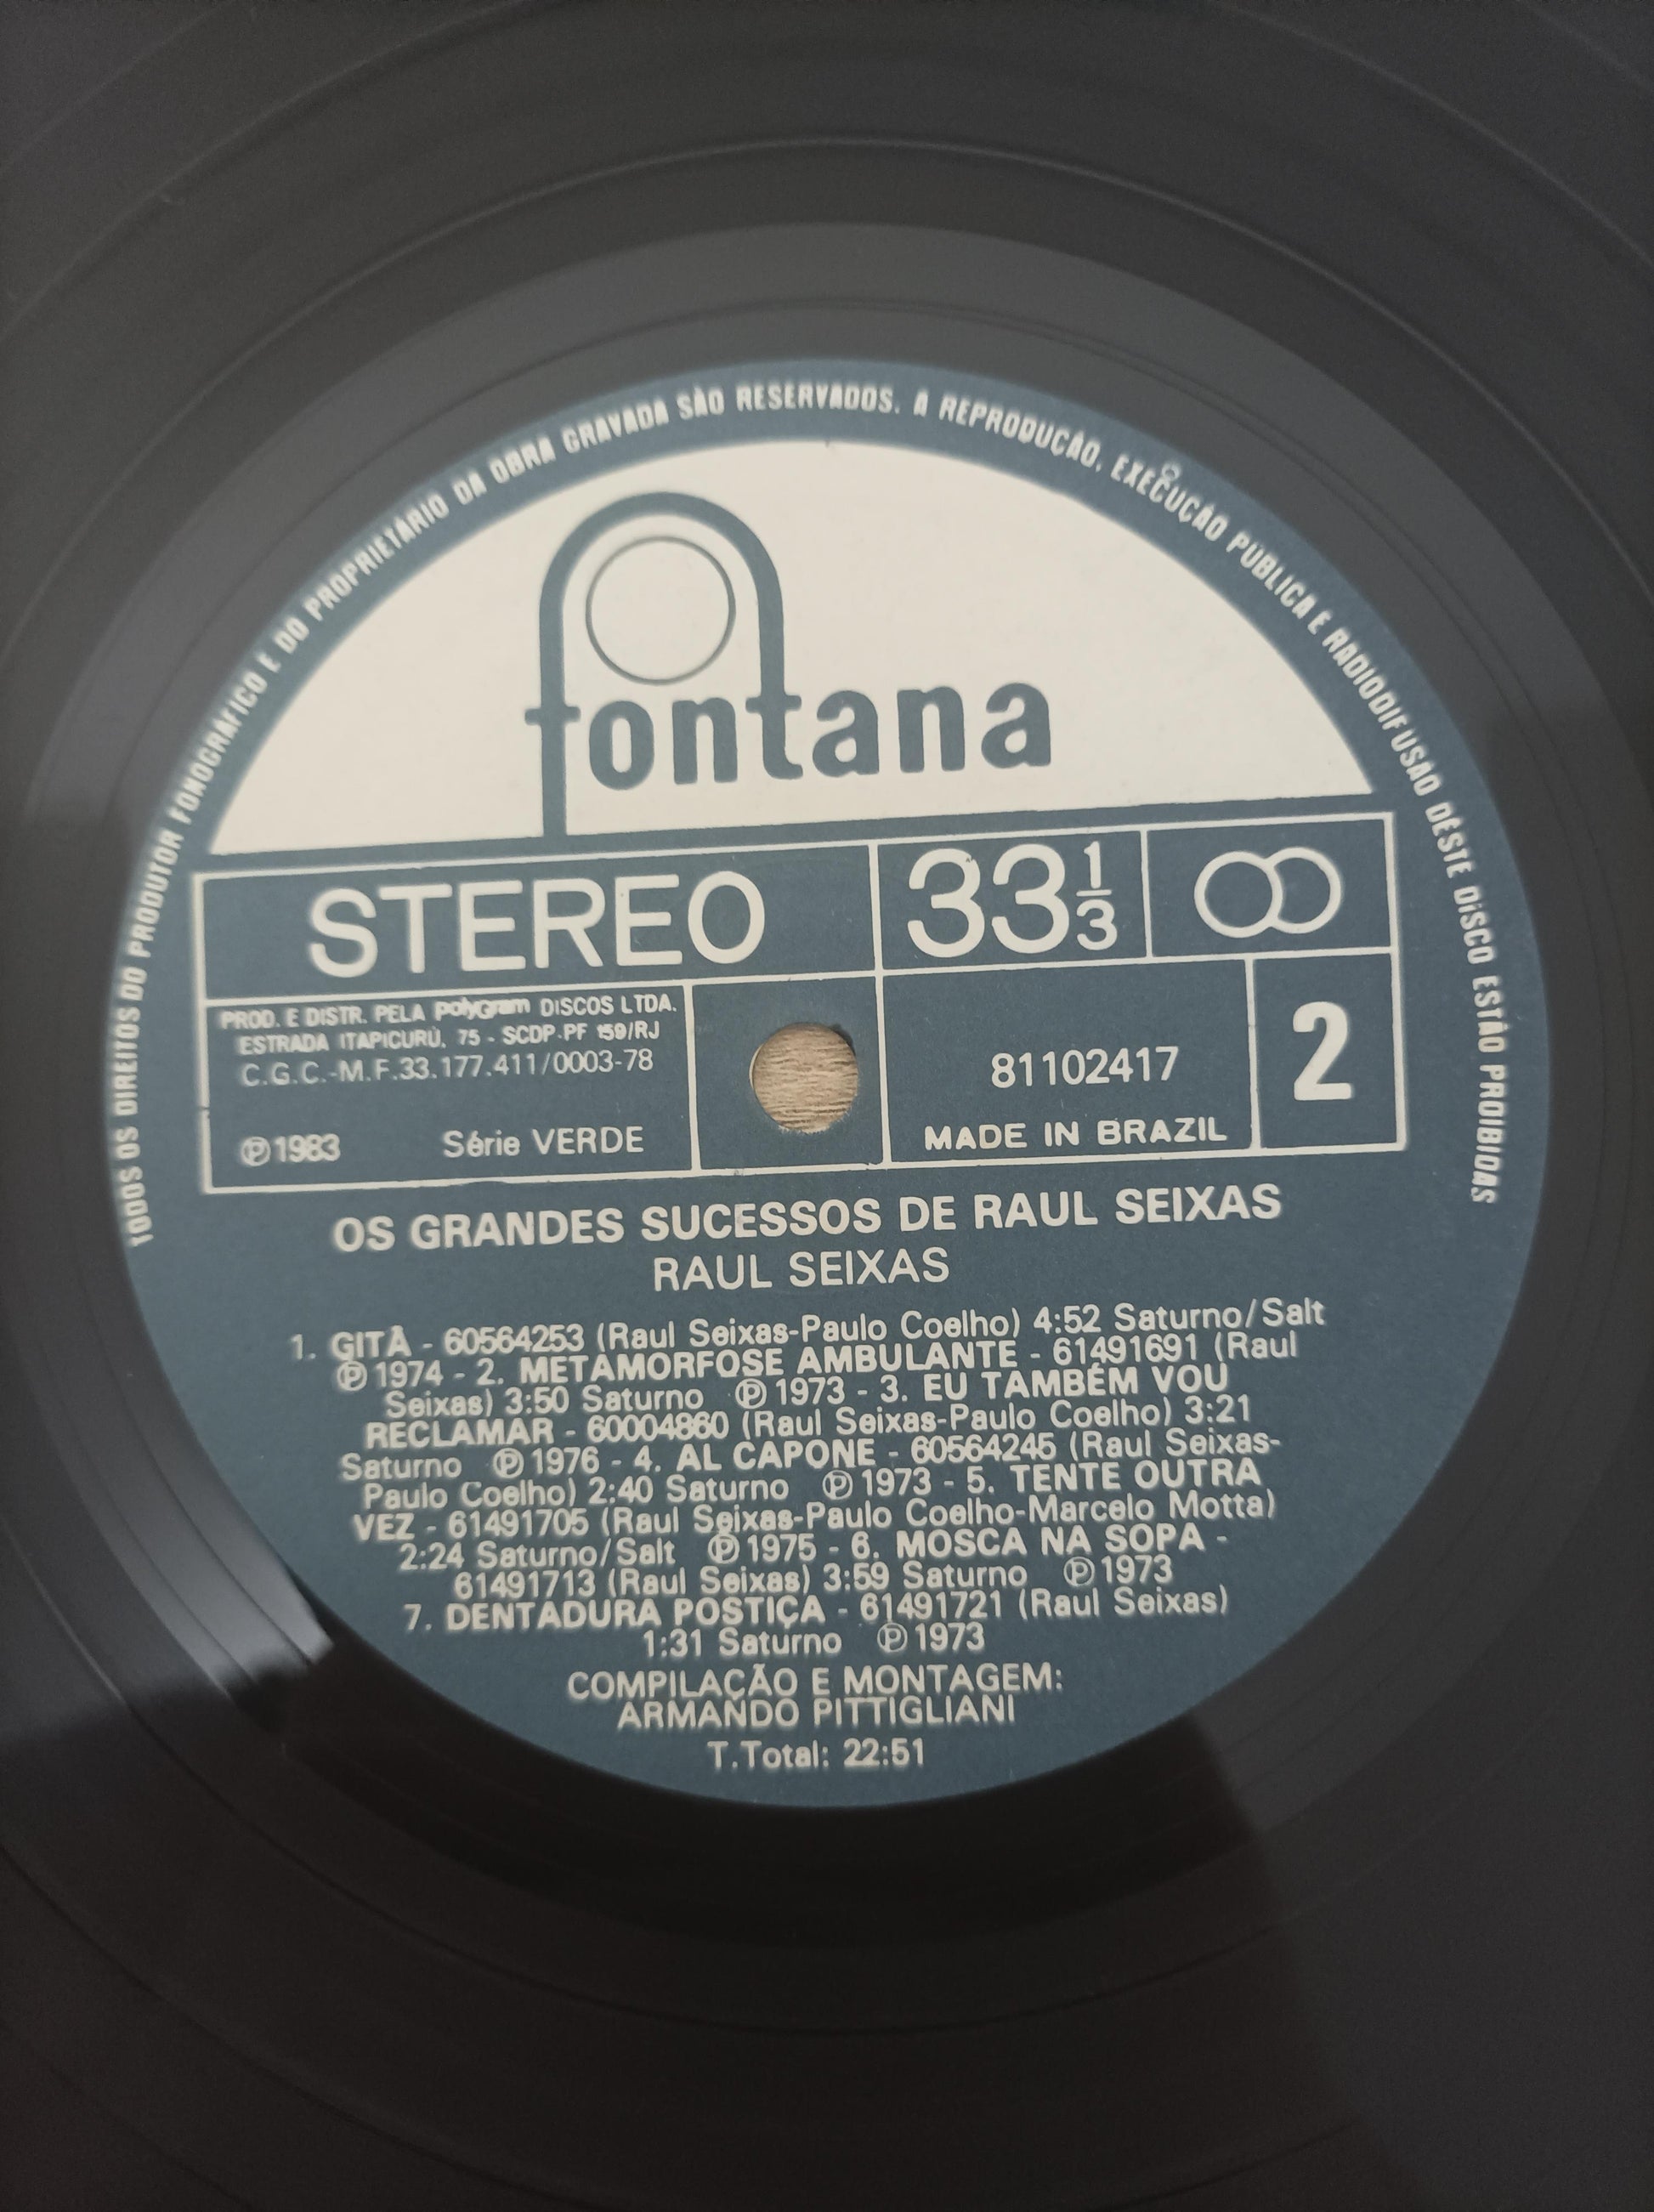 TODOS OS DIREITOS DO PRODUTOR FONOGRÁFICO E DO PROPRIETÁRIO DA OBRA GRAVADA SÃO RESERVADOS. A REPRODUÇÃO, EXECUÇÃO PÚBLICA E RADIODIFUSÃO DÊSTE DISCO ESTÃO PROIBIDAS
fontana
STEREO
33 1/3
PROD. E DISTR. PELA PolyGram DISCOS LTDA.
ESTRADA ITAPICURÚ, 75 - SCDP-PF 159/RJ
C.G.C.-M.F.33.177.411/0003-78
℗1983 Série VERDE
81102417
MADE IN BRAZIL
2
OS GRANDES SUCESSOS DE RAUL SEIXAS
RAUL SEIXAS
1. GITÂ - 60564253 (Raul Seixas-Paulo Coelho) 4:52 Saturno/Salt
℗1974 - 2. METAMORFOSE AMBULANTE - 61491691 (Raul
Seixas) 3:50 Saturno ℗1973 - 3. EU TAMBÉM VOU
RECLAMAR - 60004860 (Raul Seixas-Paulo Coelho) 3:21
Saturno ℗1976 - 4. AL CAPONE - 60564245 (Raul Seixas-
Paulo Coelho) 2:40 Saturno ℗1973 - 5. TENTE OUTRA
VEZ - 61491705 (Raul Seixas-Paulo Coelho-Marcelo Motta)
2:24 Saturno/Salt ℗1975 - 6. MOSCA NA SOPA -
61491713 (Raul Seixas) 3:59 Saturno ℗1973
7. DENTADURA POSTIÇA - 61491721 (Raul Seixas)
1:31 Saturno ℗1973
COMPILAÇÃO E MONTAGEM:
ARMANDO PITTIGLIANI
T.Total: 22:51